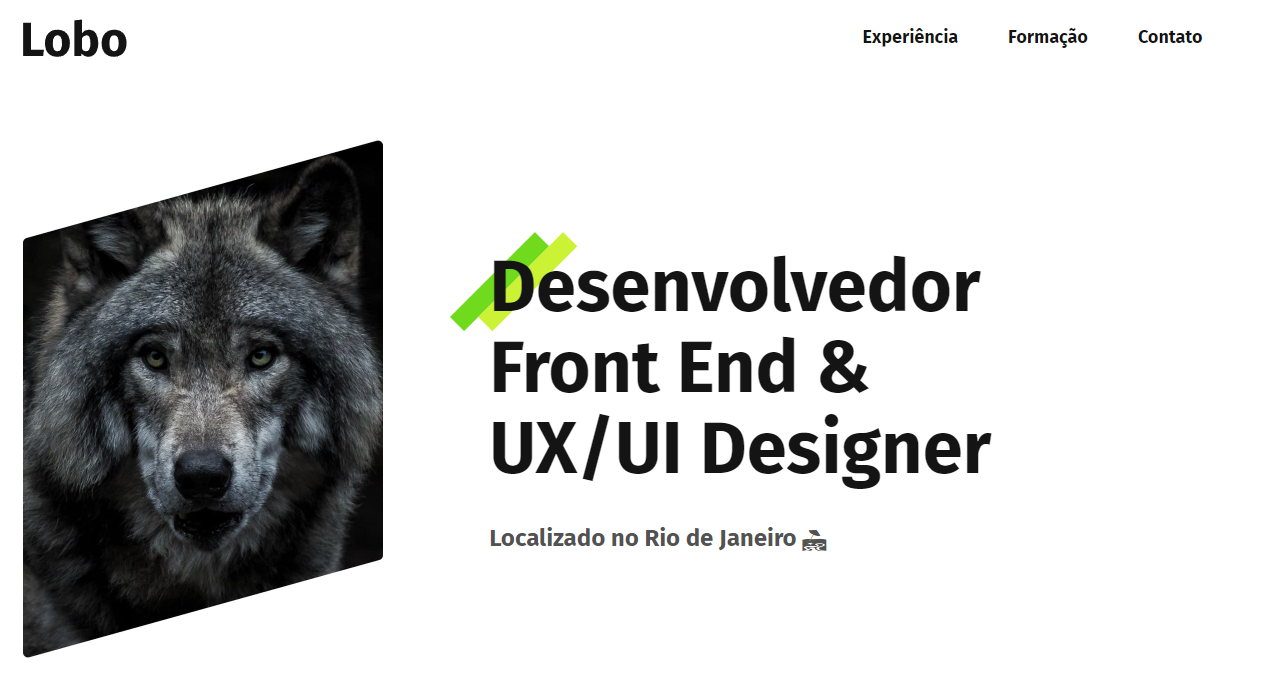 Lobo
Experiência Formação Contato
Desenvolvedor
Front End &
UX/UI Designer
Localizado no Rio de Janeiro